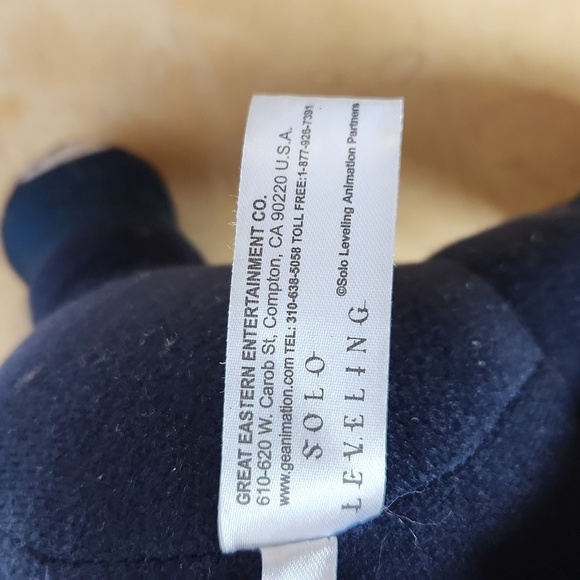 GREAT EASTERN ENTERTAINMENT CO.
610-620 W. Carob St, Compton, CA 90220 U.S.A.
www.geanimation.com TEL: 310-638-5058 TOLL FREE:1-877-926-7391
SOLO
LEVELING
©Solo Leveling Animation Partners